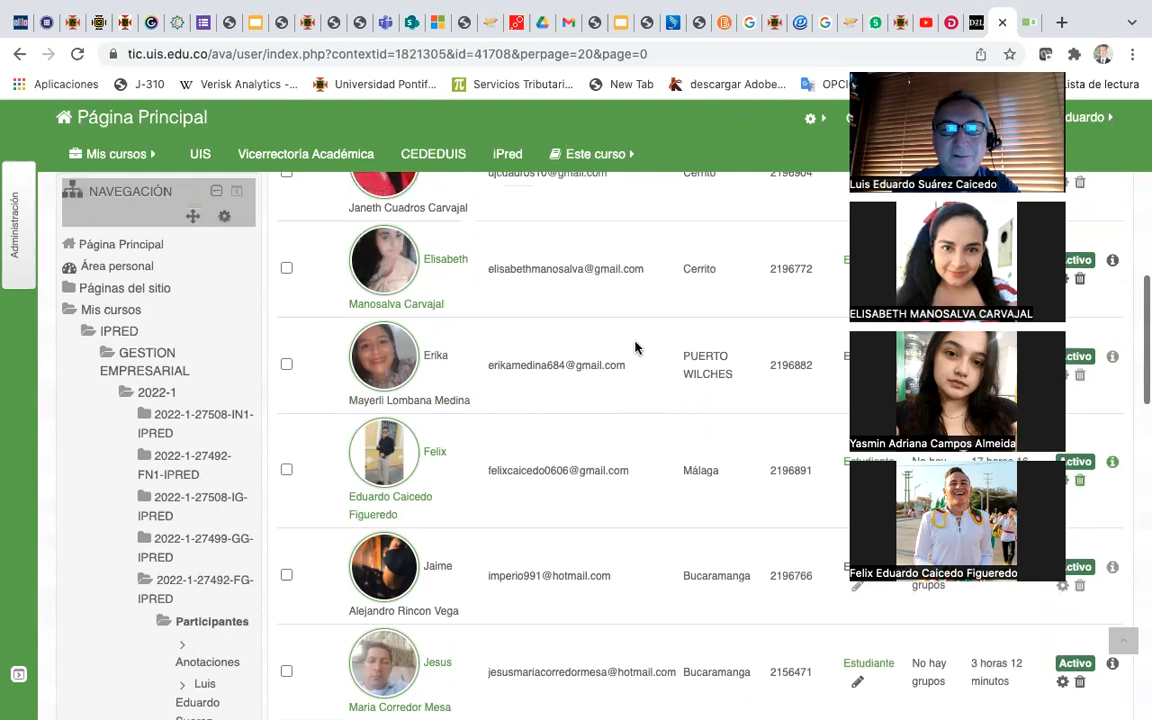 tic.uis.edu.co/ava/user/index.php?contextid=1821305&id=41708&perpage=20&page=0
Aplicaciones
J-310
Verisk Analytics -...
Universidad Pontif...
Servicios Tributari...
New Tab
descargar Adobe...
OPCI
Lista de lectura
Página Principal
Mis cursos
UIS
Vicerrectoría Académica
CEDEDUIS
iPred
Este curso
Administración
NAVEGACIÓN
Página Principal
Área personal
Páginas del sitio
Mis cursos
IPRED
GESTION
EMPRESARIAL
2022-1
2022-1-27508-IN1-
IPRED
2022-1-27492-
FN1-IPRED
2022-1-27508-IG-
IPRED
2022-1-27499-GG-
IPRED
2022-1-27492-FG-
IPRED
Participantes
Anotaciones
Luis
Eduardo
Janeth Cuadros Carvajal
Cerrito
2196904
Elisabeth
Manosalva Carvajal
elisabethmanosalva@gmail.com
Cerrito
2196772
Activo
Erika
Mayerli Lombana Medina
erikamedina684@gmail.com
PUERTO
WILCHES
2196882
Activo
Felix
Eduardo Caicedo
Figueredo
felixcaicedo0606@gmail.com
Málaga
2196891
Activo
Jaime
Alejandro Rincon Vega
imperio991@hotmail.com
Bucaramanga
2196766
grupos
Activo
Jesus
Maria Corredor Mesa
jesusmariacorredormesa@hotmail.com
Bucaramanga
2156471
Estudiante
No hay
grupos
3 horas 12
minutos
Activo
Luis Eduardo Suárez Caicedo
ELISABETH MANOSALVA CARVAJAL
Yasmin Adriana Campos Almeida
Felix Eduardo Caicedo Figueredo